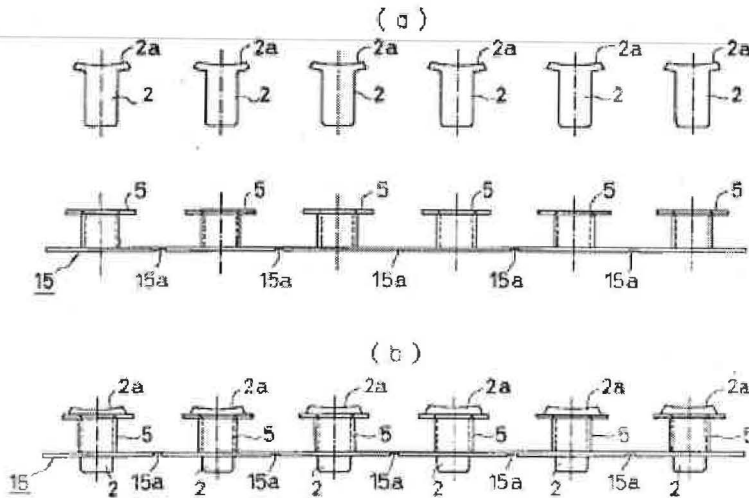 (a)
2a 2a 2a 2a 2a 2a
2 2 2 2 2 2
5 5 5 5 5 5
15 15a 15a 15a 15a 15a
(b)
2a 2a 2a 2a 2a 2a
5 5 5 5 5 5
15 2 15a 2 15a 2 15a 2 15a 2 15a 2